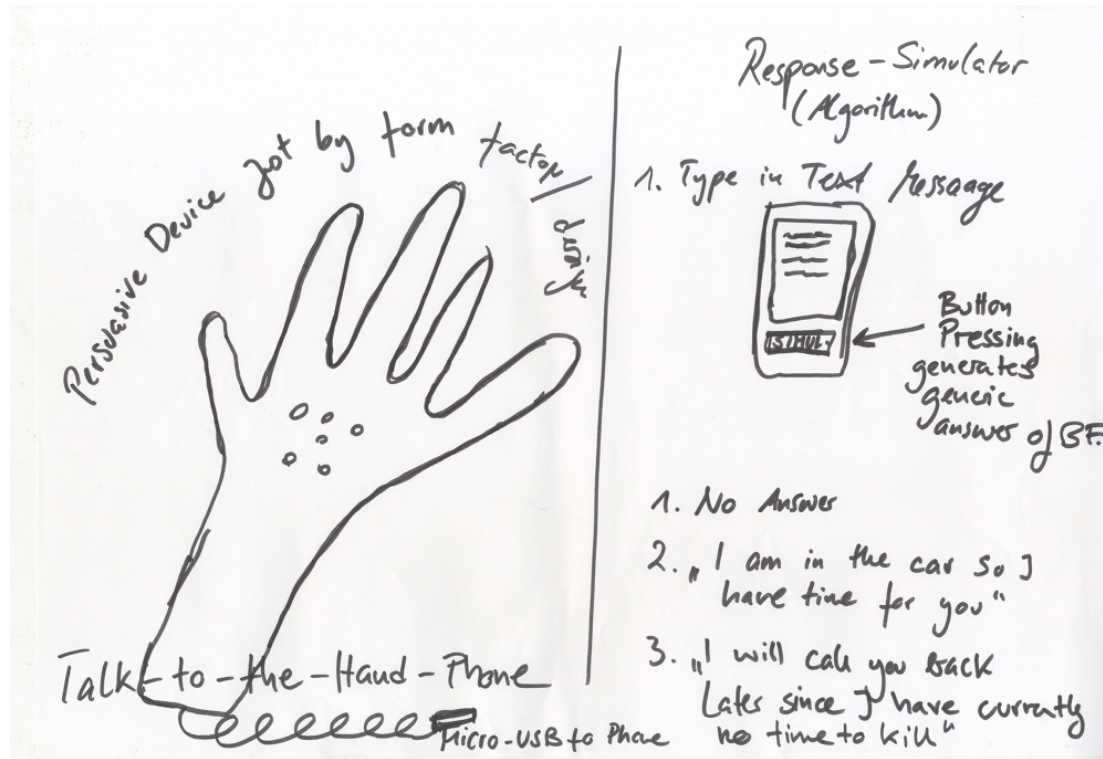 Persuasive Device just by form factor /
Design
Talk-to-the-Hand-Phone
Micro-USB to Phone
Response-Simulator
(Algorithm)
1. Type in Text Message
Button
Pressing
generates
generic
answer of BF.
1. No Answer
2. „I am in the car so I
have time for you"
3. „I will call you back
Later since I have currently
no time to kill"